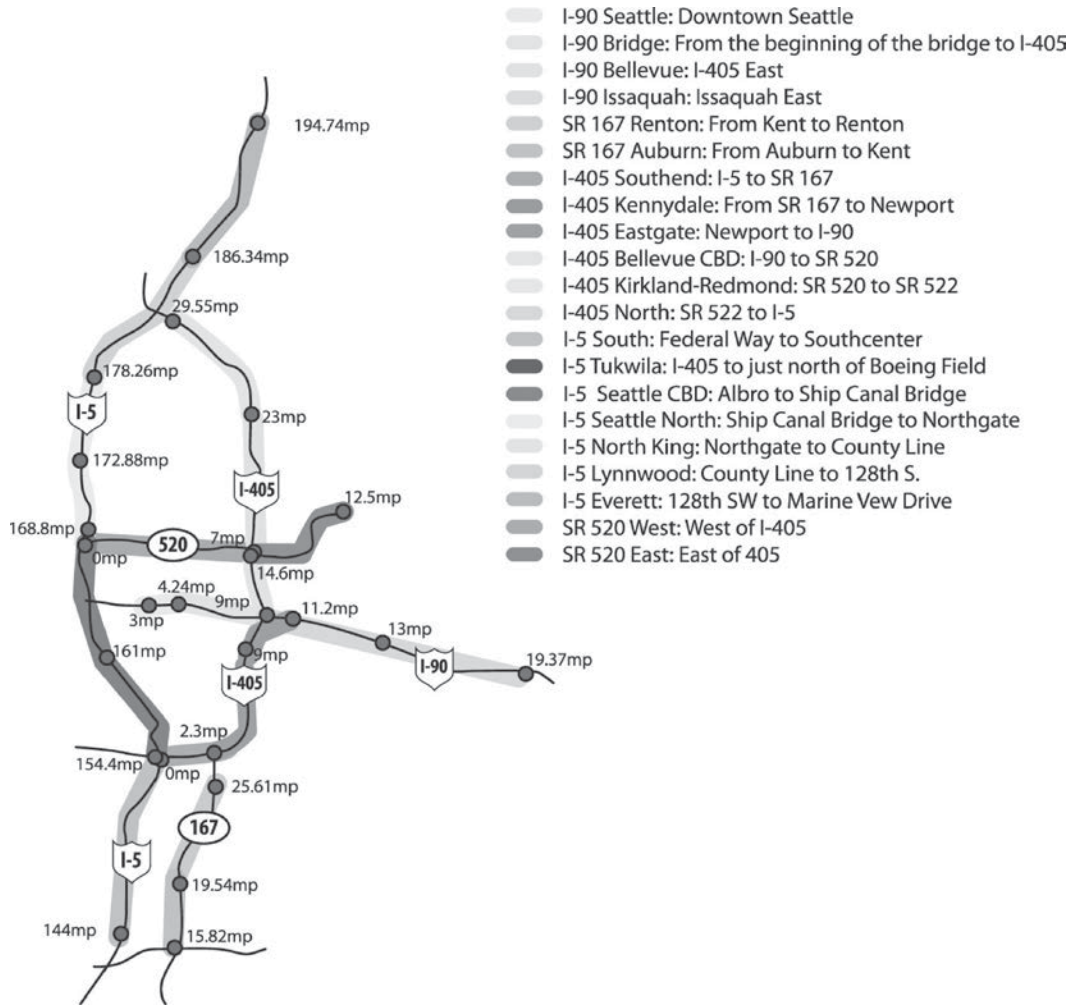 I-90 Seattle: Downtown Seattle
I-90 Bridge: From the beginning of the bridge to I-405
I-90 Bellevue: I-405 East
I-90 Issaquah: Issaquah East
SR 167 Renton: From Kent to Renton
SR 167 Auburn: From Auburn to Kent
I-405 Southend: I-5 to SR 167
I-405 Kennydale: From SR 167 to Newport
I-405 Eastgate: Newport to I-90
I-405 Bellevue CBD: I-90 to SR 520
I-405 Kirkland-Redmond: SR 520 to SR 522
I-405 North: SR 522 to I-5
I-5 South: Federal Way to Southcenter
I-5 Tukwila: I-405 to just north of Boeing Field
I-5 Seattle CBD: Albro to Ship Canal Bridge
I-5 Seattle North: Ship Canal Bridge to Northgate
I-5 North King: Northgate to County Line
I-5 Lynnwood: County Line to 128th S.
I-5 Everett: 128th SW to Marine Vew Drive
SR 520 West: West of I-405
SR 520 East: East of 405
194.74mp
186.34mp
29.55mp
178.26mp
I-5
23mp
172.88mp
I-405
12.5mp
168.8mp
520
7mp
0mp
14.6mp
4.24mp
9mp
3mp
11.2mp
13mp
161mp
9mp
I-90
19.37mp
I-405
2.3mp
154.4mp
0mp
25.61mp
167
I-5
19.54mp
144mp
15.82mp